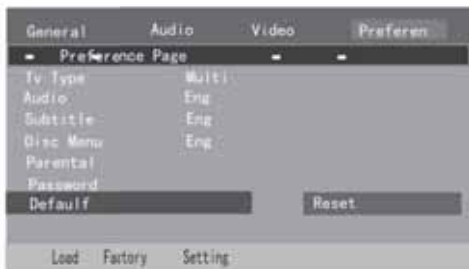 General Audio Video Preferen
- Preference Page - -
Tv Type Multi
Audio Eng
Subtitle Eng
Disc Menu Eng
Parental
Password
Defaulf Reset
Load Factory Setting